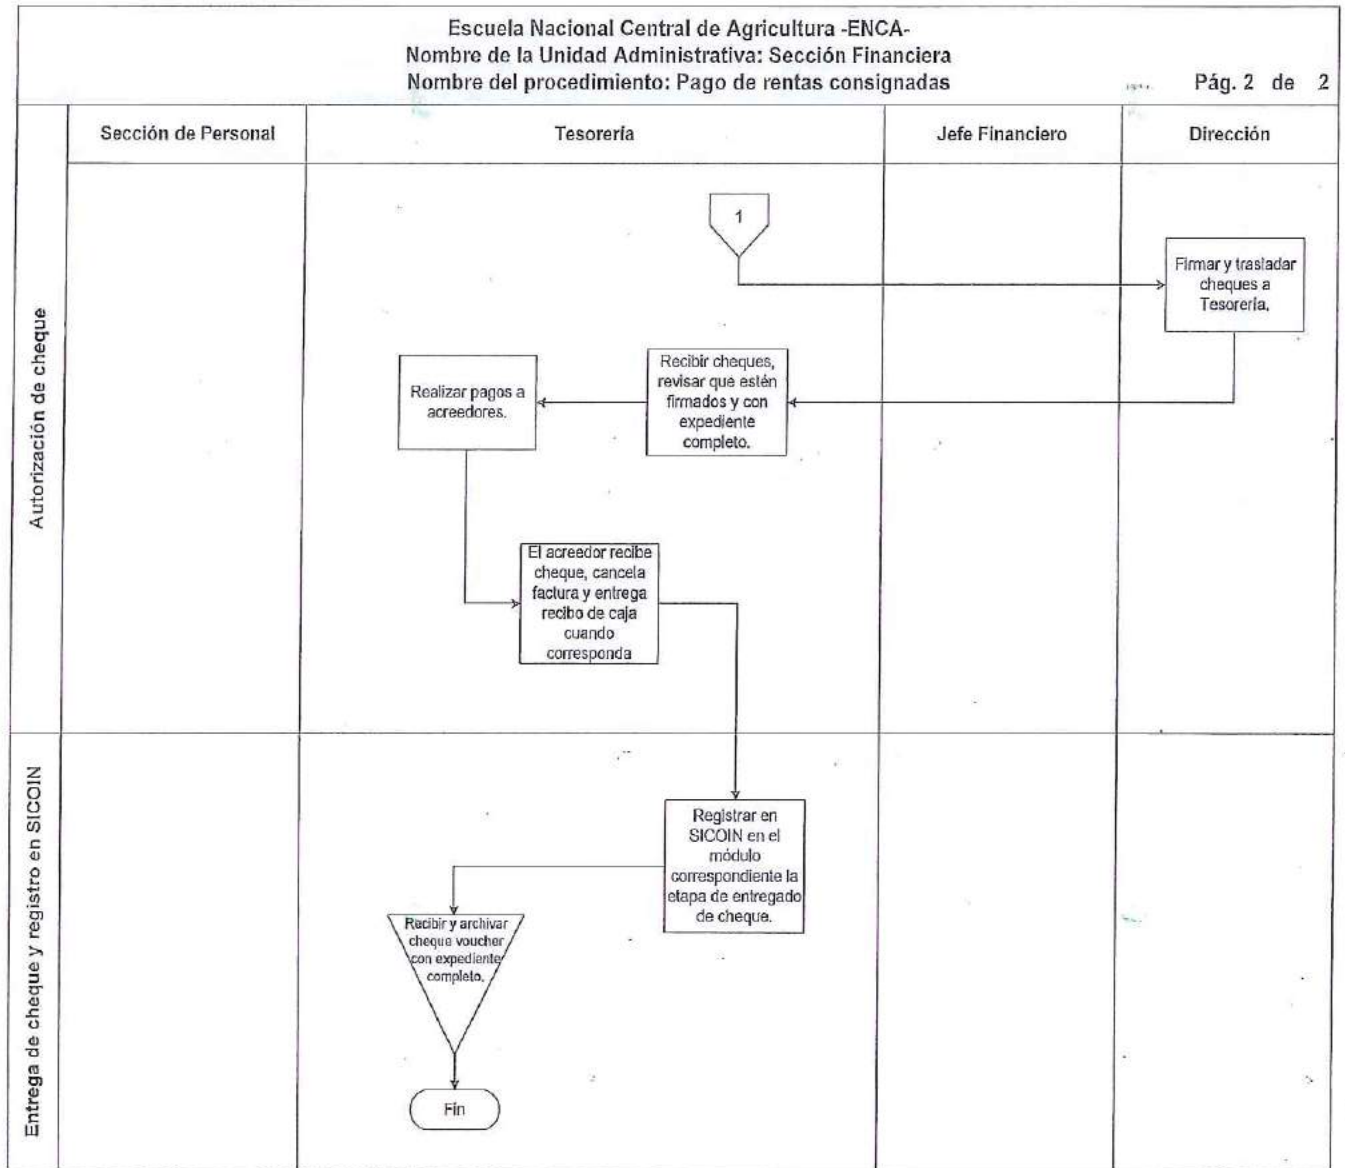 Escuela Nacional Central de Agricultura -ENCA-
Nombre de la Unidad Administrativa: Sección Financiera
Nombre del procedimiento: Pago de rentas consignadas
Pág. 2 de 2
Sección de Personal
Tesorería
Jefe Financiero
Dirección
Autorización de cheque
1
Firmar y trasladar
cheques a
Tesorería.
Recibir cheques,
revisar que estén
firmados y con
expediente
completo.
Realizar pagos a
acreedores.
El acreedor recibe
cheque, cancela
factura y entrega
recibo de caja
cuando
corresponda
Entrega de cheque y registro en SICOIN
Registrar en
SICOIN en el
módulo
correspondiente la
etapa de entregado
de cheque.
Recibir y archivar
cheque voucher
con expediente
completo.
Fin